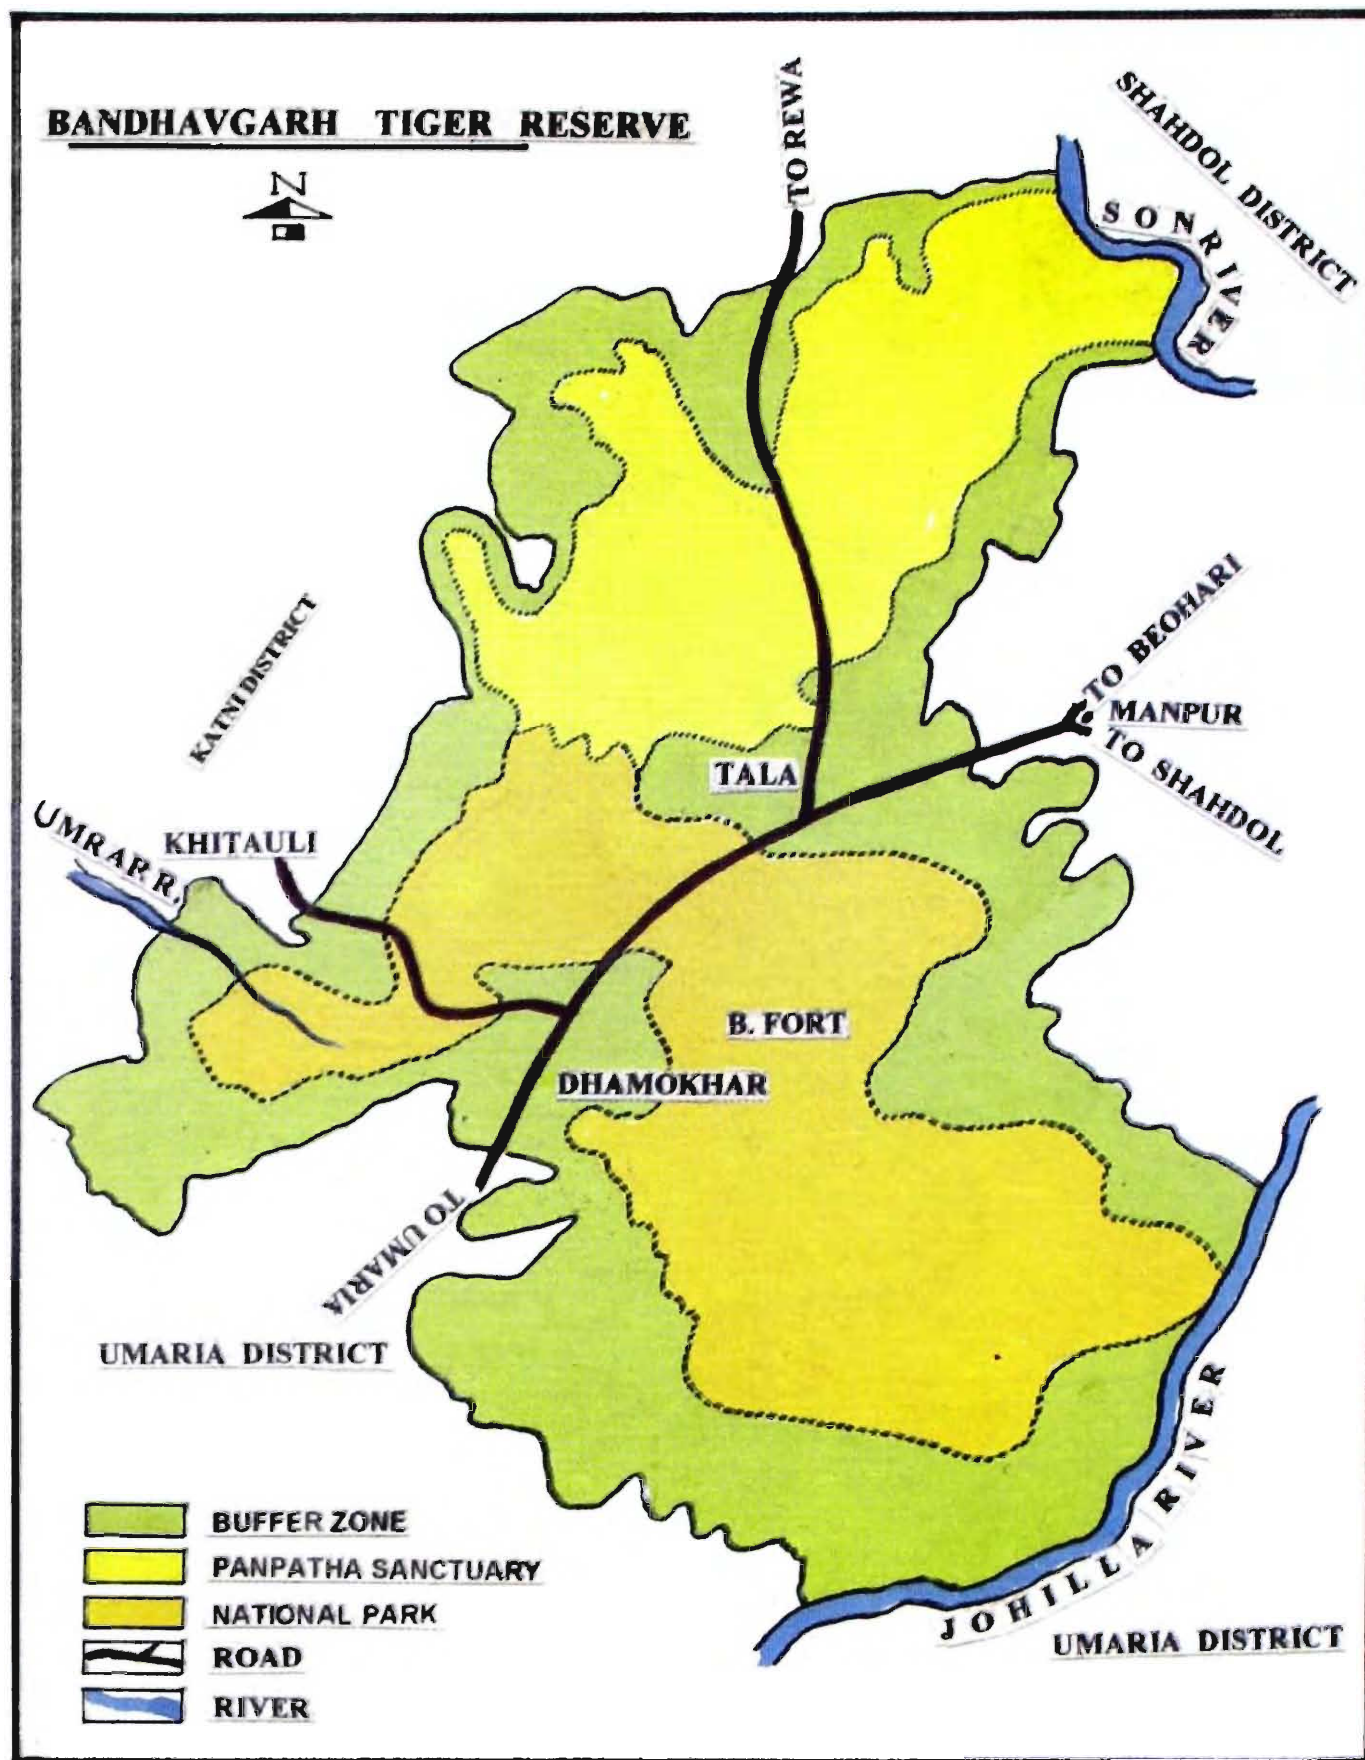 BANDHAVGARH TIGER RESERVE
N
TO REWA
SHAHDOL DISTRICT
SON RIVER
KATNI DISTRICT
TO BEOHARI
MANPUR
TO SHAHDOL
TALA
UMRAR R.
KHITAULI
B. FORT
DHAMOKHAR
TO UMARIA
UMARIA DISTRICT
JOHILLA RIVER
UMARIA DISTRICT
BUFFER ZONE
PANPATHA SANCTUARY
NATIONAL PARK
ROAD
RIVER